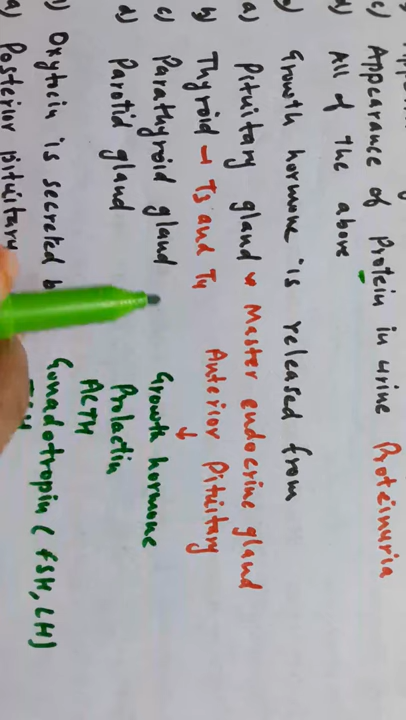 c) Appearance of Protein in urine Proteinuria
d) All of the above
Growth hormone is released from
a) Pituitary gland → Master endocrine gland
b) Thyroid → T3 and T4 Anterior Pituitary
↓
c) Parathyroid gland Growth hormone
d) Parotid gland Prolactin
ACTH
Oxytocin is secreted
Gonadotropin (FSH, LH)
a) Posterior pituitary